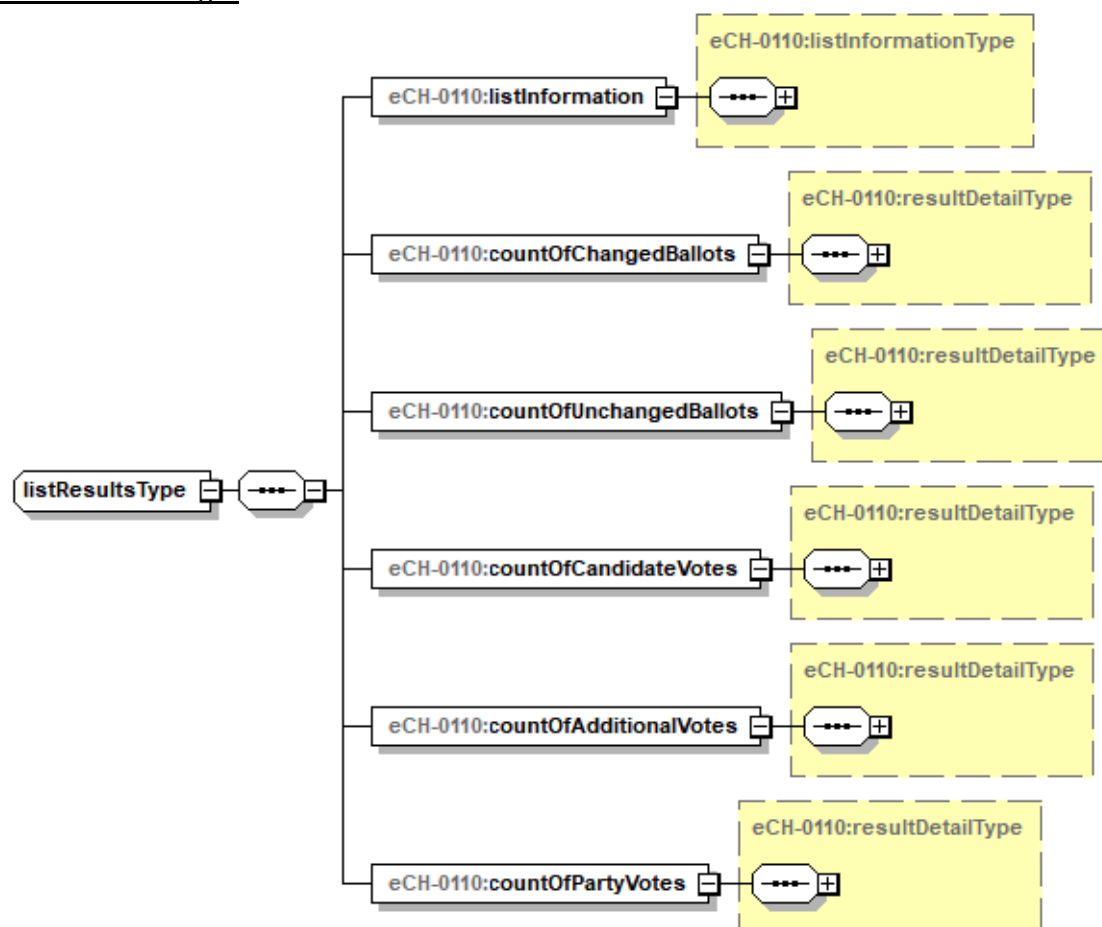 eCH-0110:listInformationType
eCH-0110:listInformation
eCH-0110:resultDetailType
eCH-0110:countOfChangedBallots
eCH-0110:resultDetailType
eCH-0110:countOfUnchangedBallots
listResultsType
eCH-0110:resultDetailType
eCH-0110:countOfCandidateVotes
eCH-0110:resultDetailType
eCH-0110:countOfAdditionalVotes
eCH-0110:resultDetailType
eCH-0110:countOfPartyVotes